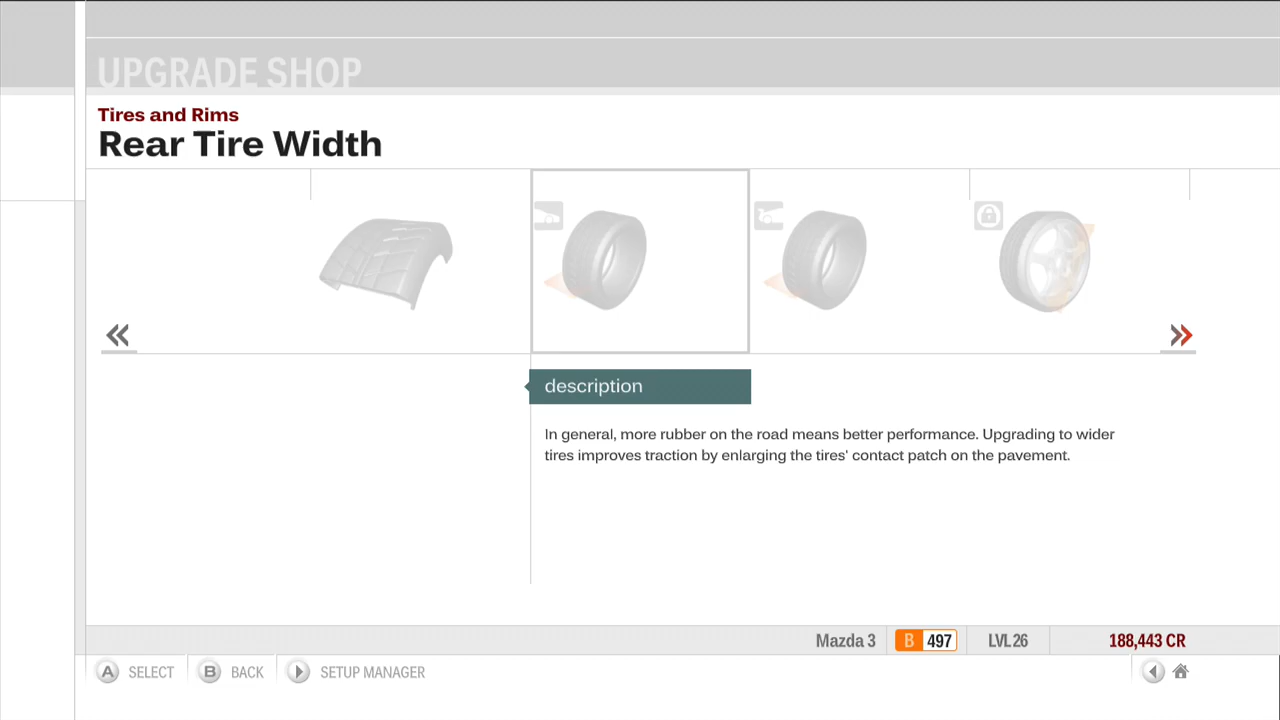 UPGRADE SHOP
Tires and Rims
Rear Tire Width
description
In general, more rubber on the road means better performance. Upgrading to wider
tires improves traction by enlarging the tires' contact patch on the pavement.
Mazda 3 B 497 LVL 26 188,443 CR
A SELECT B BACK SETUP MANAGER